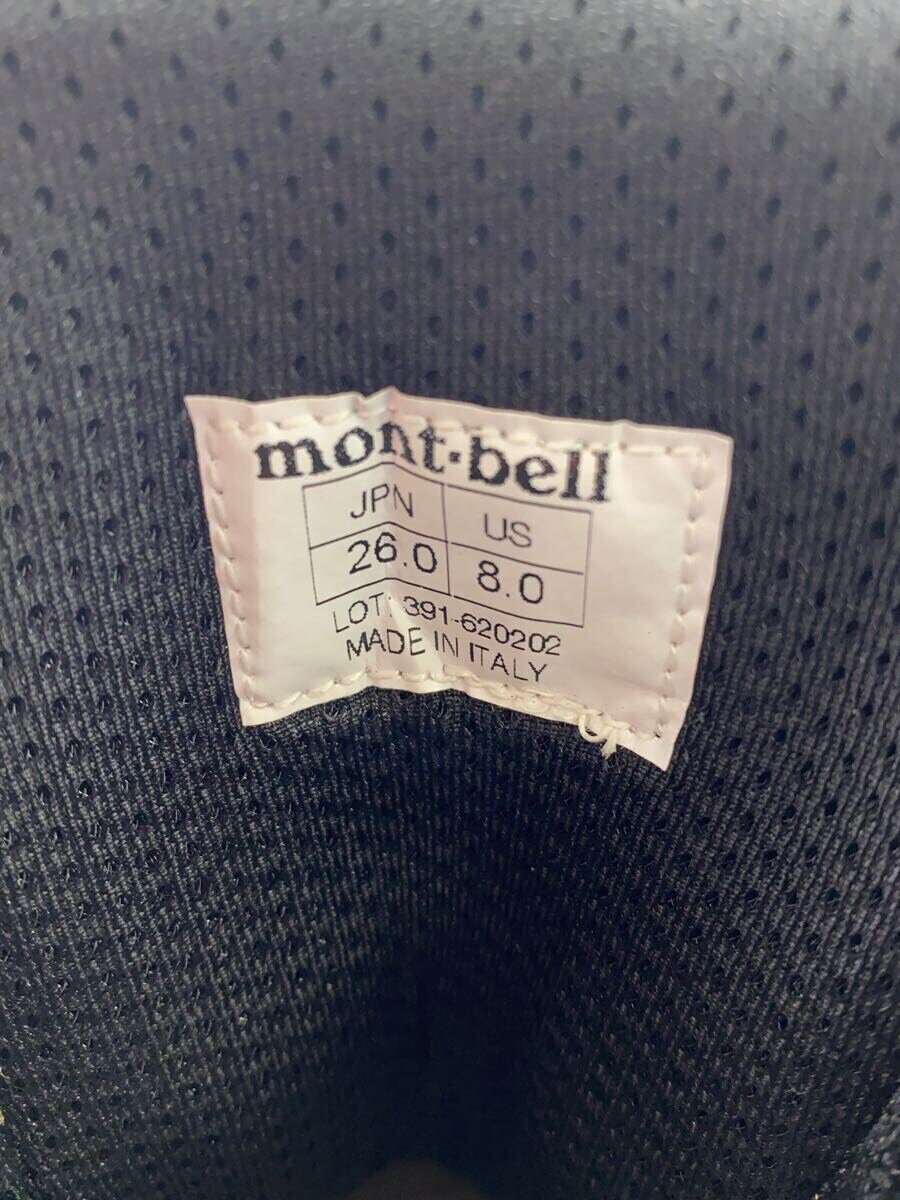 mont-bell
JPN US
26.0 8.0
LOT: 391-620202
MADE IN ITALY